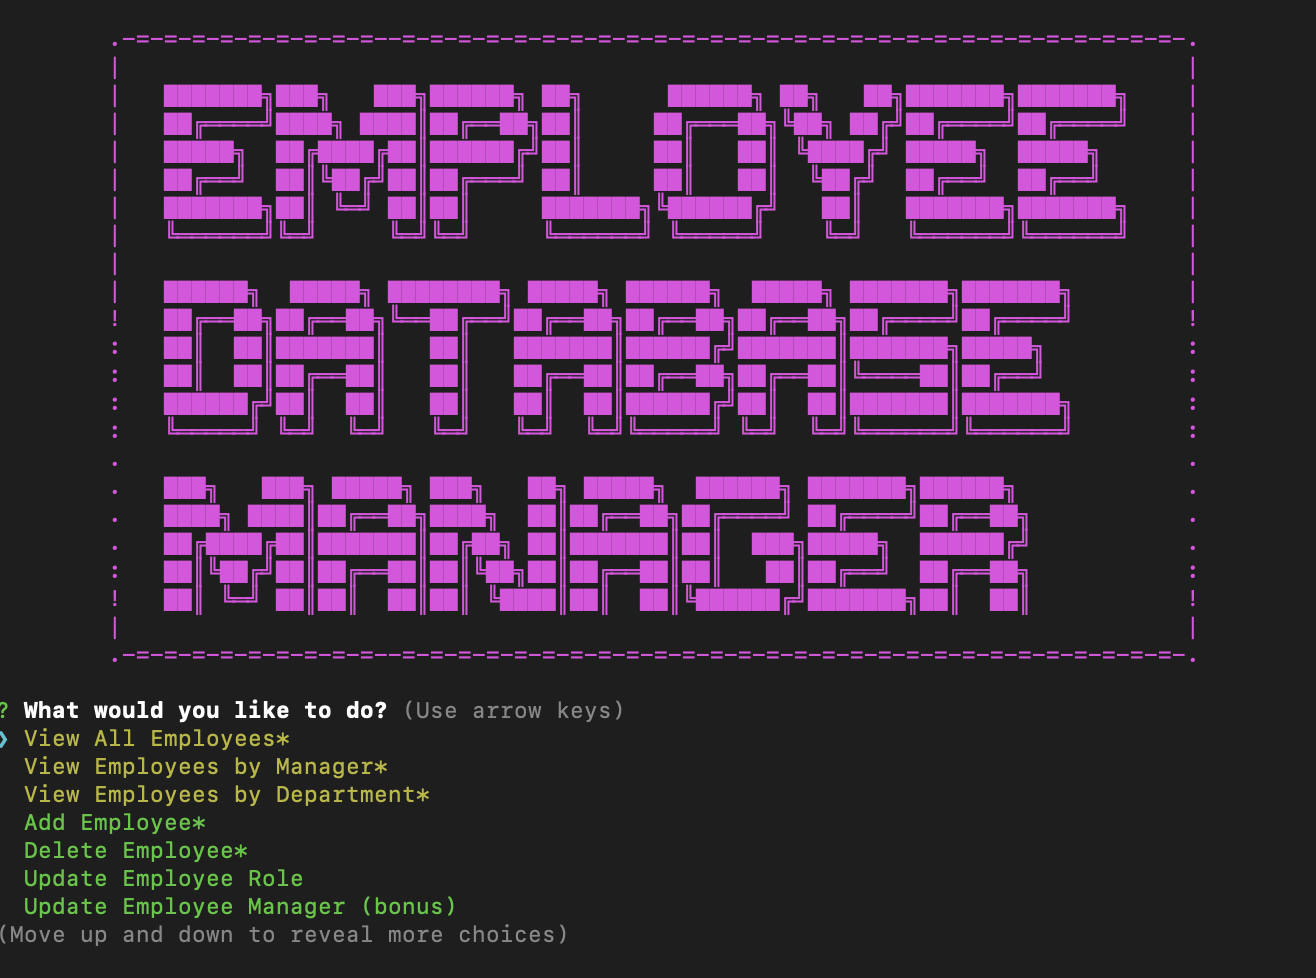 EMPLOYEE
DATABASE
MANAGER
? What would you like to do? (Use arrow keys)
❯ View All Employees*
View Employees by Manager*
View Employees by Department*
Add Employee*
Delete Employee*
Update Employee Role
Update Employee Manager (bonus)
(Move up and down to reveal more choices)